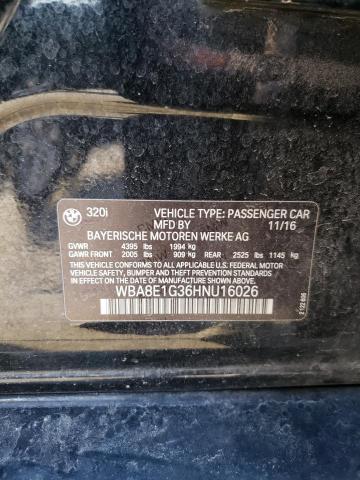 BMW 320i VEHICLE TYPE: PASSENGER CAR
MFD BY 11/16
BAYERISCHE MOTOREN WERKE AG
GVWR 4395 lbs 1994 kg
GAWR FRONT 2005 lbs 909 kg REAR 2525 lbs 1145 kg
THIS VEHICLE CONFORMS TO ALL APPLICABLE U.S. FEDERAL MOTOR
VEHICLE SAFETY, BUMPER, AND THEFT PREVENTION STANDARDS
IN EFFECT ON THE DATE OF MANUFACTURE SHOWN ABOVE.
WBA8E1G36HNU16026